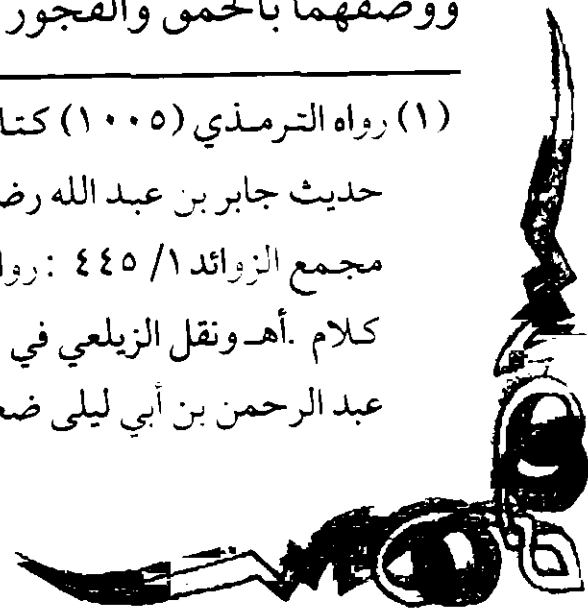 ووصفهما بالحمق والفجور
(١) رواه الترمذي (١٠٠٥) كتا
حديث جابر بن عبد الله رض
مجمع الزوائد ١/ ٤٤٥ : روا
كلام .أهـ ونقل الزيلعي في
عبد الرحمن بن أبي ليلى ضع